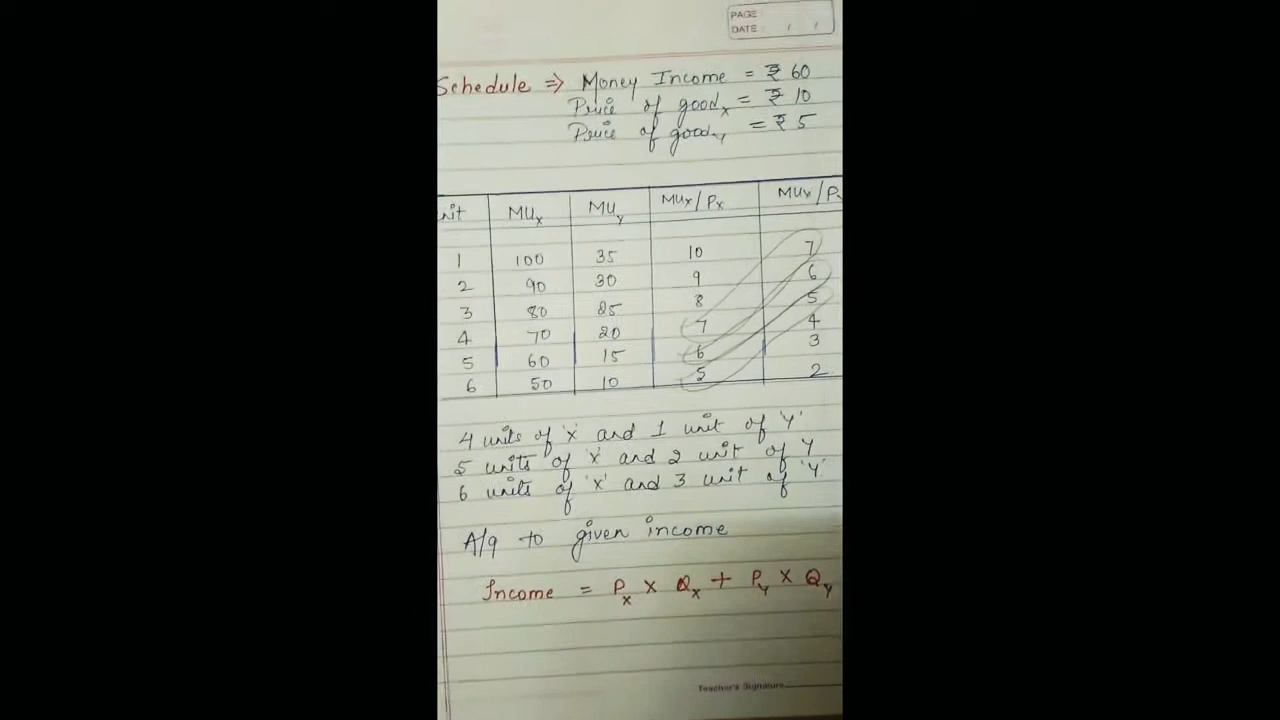 PAGE
DATE / /
Schedule ⇒ Money Income = ₹ 60
Price of goodx = ₹ 10
Price of goody = ₹ 5
nit MUx MUy MUx/Px MUx/P
1 100 35 10 7
2 90 30 9 6
3 80 25 8 5
4 70 20 7 4
5 60 15 6 3
6 50 10 5 2
4 units of 'x' and 1 unit of 'y'
5 units of 'x' and 2 unit of y
6 units of 'x' and 3 unit of 'y'
A/q to given income
Income = Px X Qx + Py X Qy
Teacher's Signature